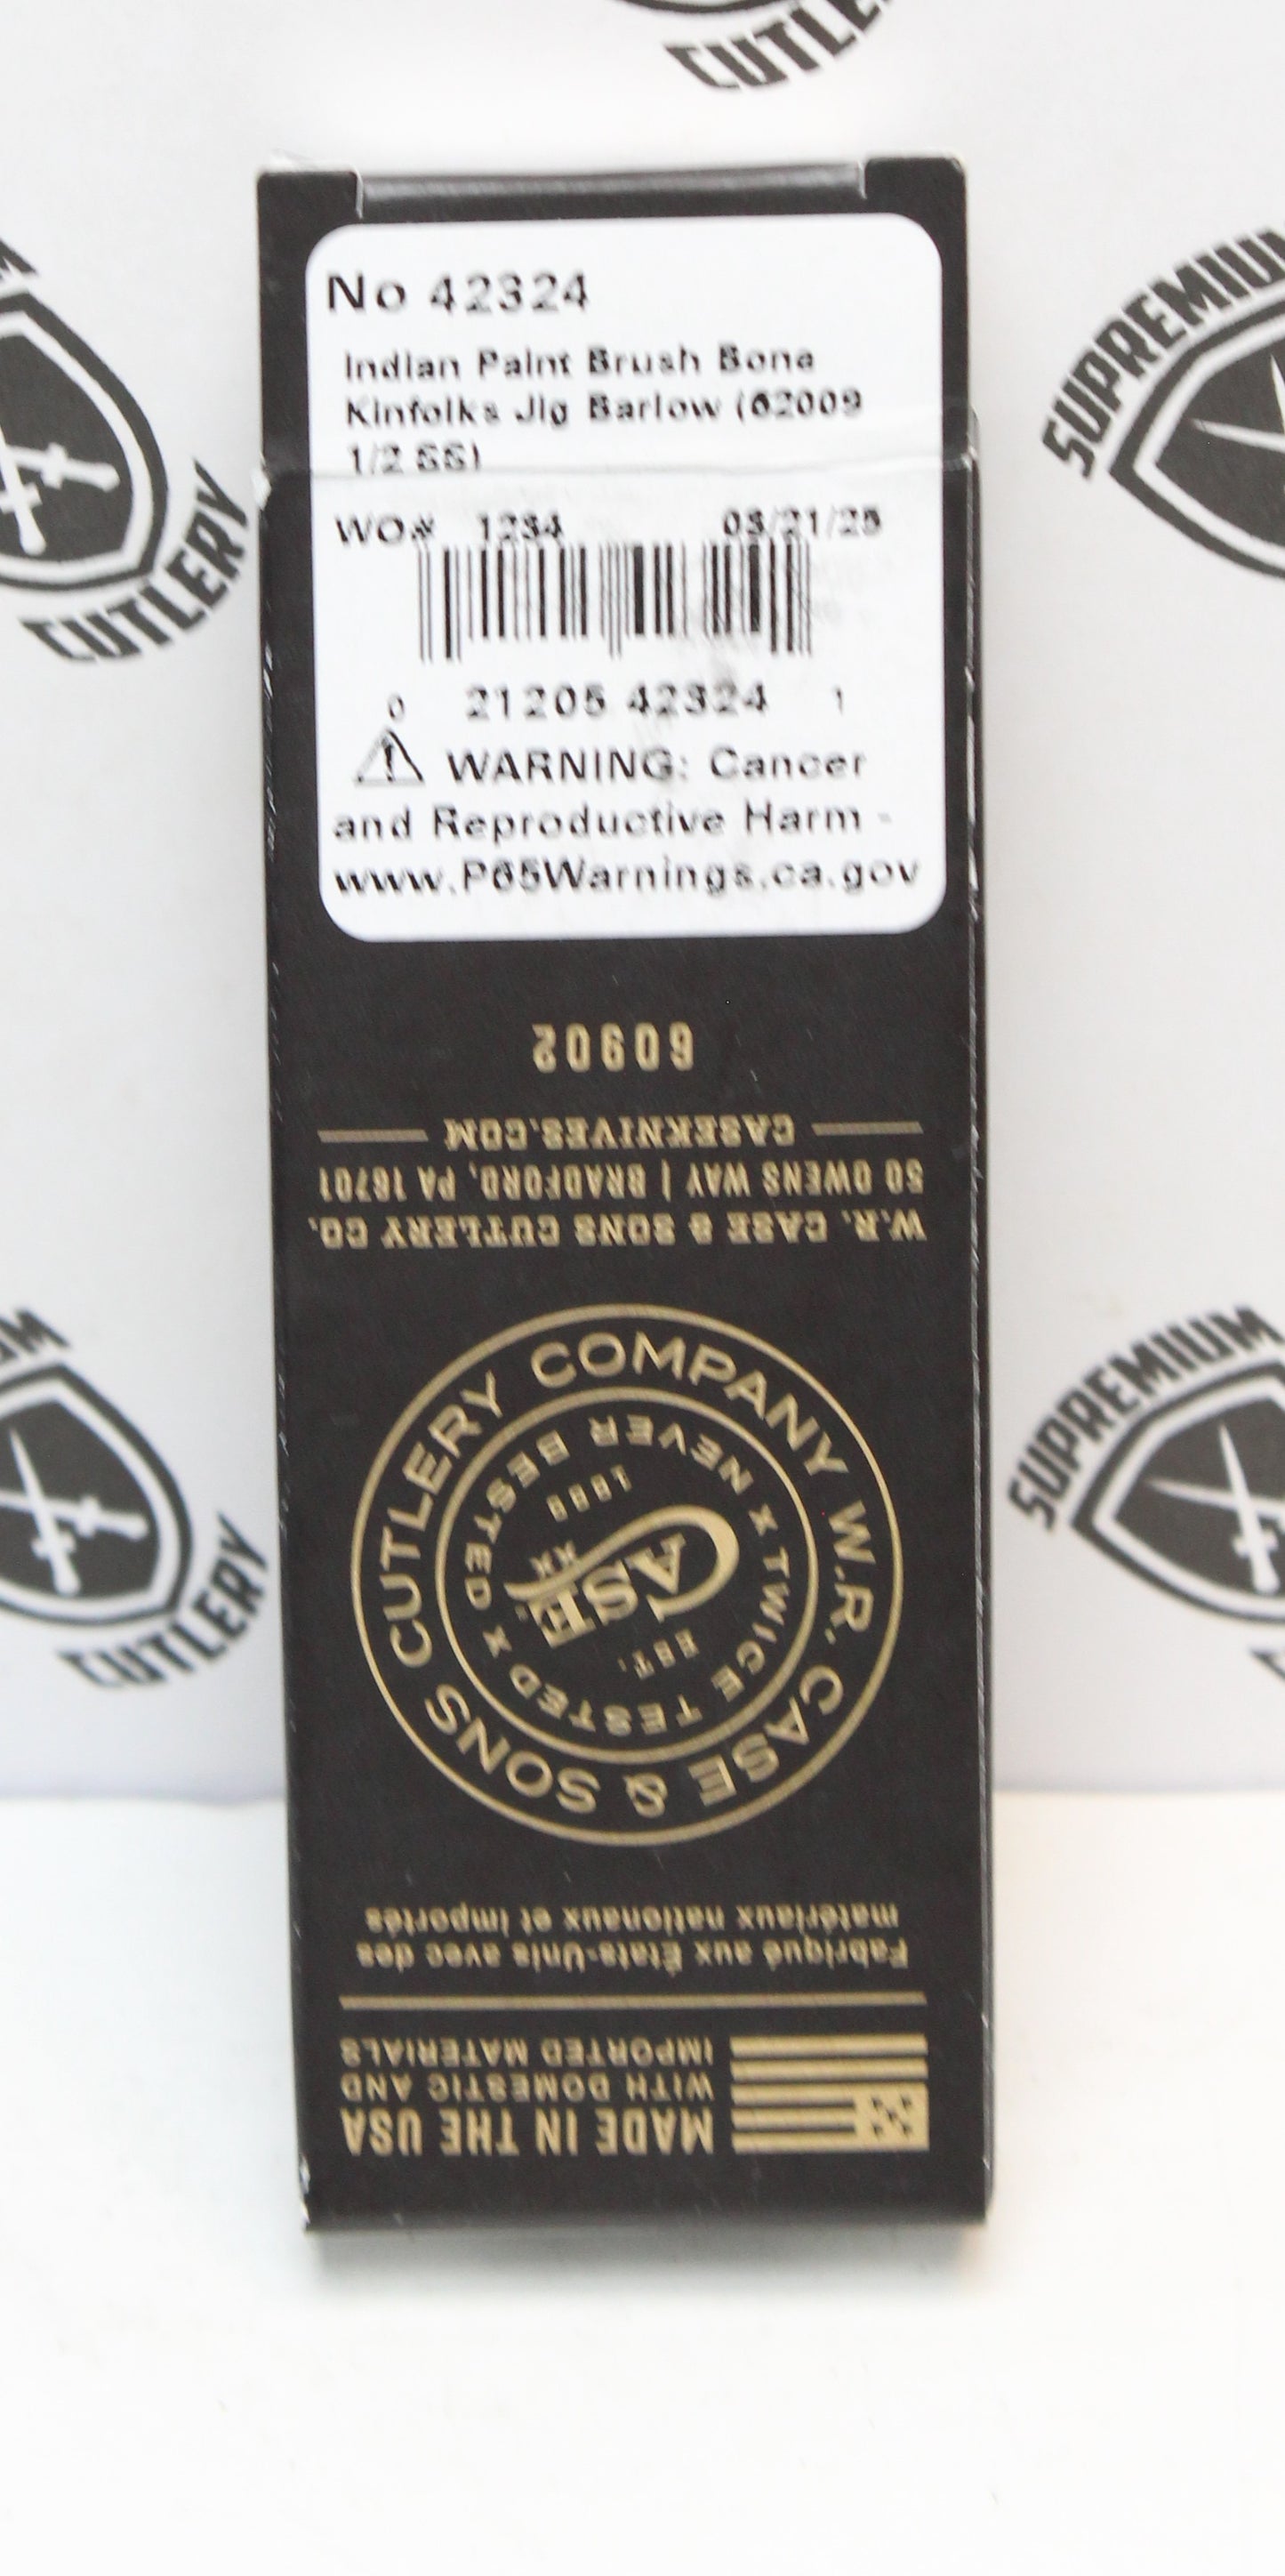 No 42324
Indian Paint Brush Bone
Kinfolks Jig Barlow (62009
1/2 SS)
WO# 1234 03/21/25
0 21205 42324 1
⚠ WARNING: Cancer
and Reproductive Harm -
www.P65Warnings.ca.gov
MADE IN THE USA
WITH DOMESTIC AND
IMPORTED MATERIALS
Fabriqué aux États-Unis avec des
matériaux nationaux et importés
W.R. CASE & SONS CUTLERY COMPANY
X TWICE TESTED X NEVER BESTED
EST.
CASE
XX
1889
W.R. CASE & SONS CUTLERY CO.
50 OWENS WAY | BRADFORD, PA 16701
CASEKNIVES.COM
60902
CUTLERY
SUPREMIUM
CUTLERY
SUPREMIUM
CUTLERY